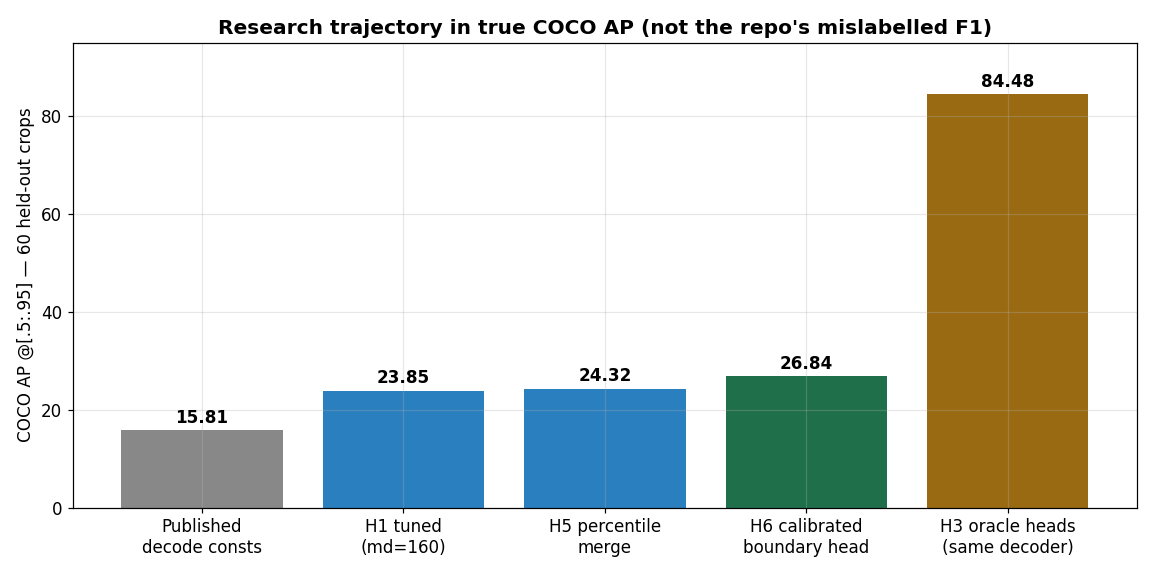 Research trajectory in true COCO AP (not the repo's mislabelled F1)
COCO AP @[.5:.95] — 60 held-out crops
80
60
40
20
0
15.81
23.85
24.32
26.84
84.48
Published
decode consts
H1 tuned
(md=160)
H5 percentile
merge
H6 calibrated
boundary head
H3 oracle heads
(same decoder)